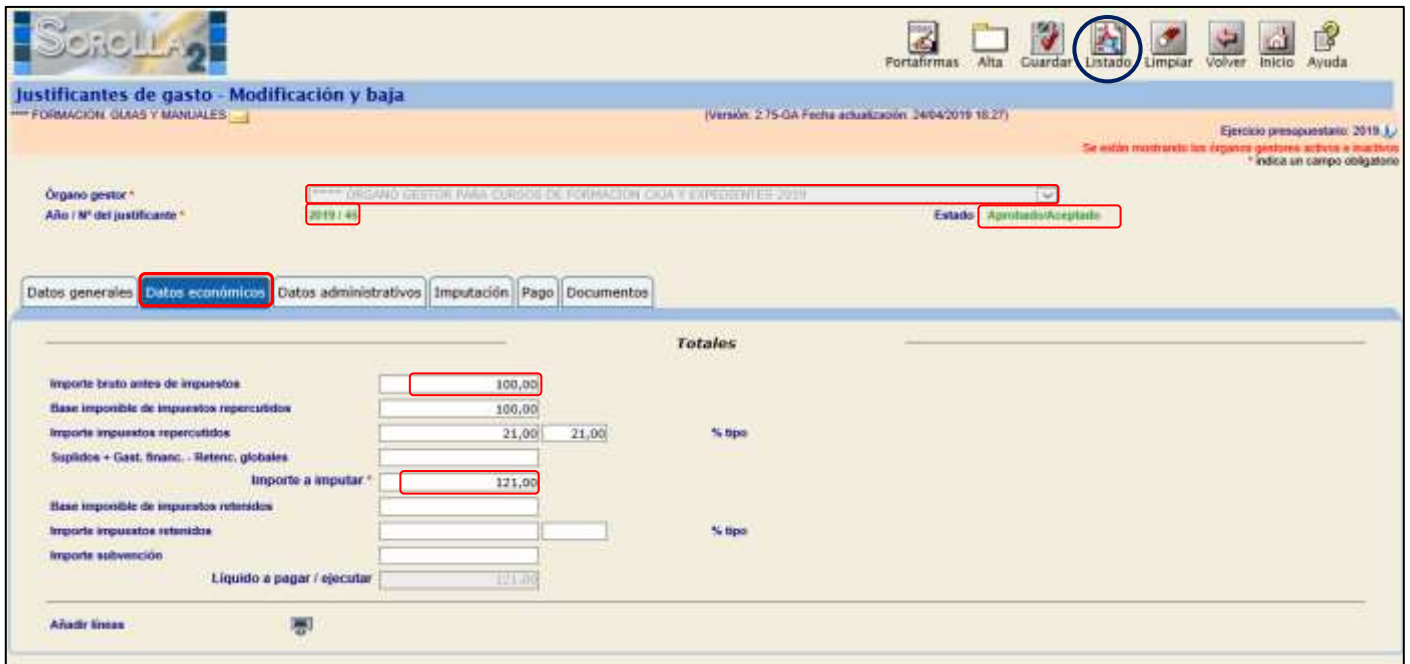 SOROLLA2
Portafirmas Alta Guardar Listado Limpiar Volver Inicio Ayuda
Justificantes de gasto - Modificación y baja
**** FORMACION. GUIAS Y MANUALES (Versión: 2.75-GA Fecha actualización: 24/04/2019 18:27)
Ejercicio presupuestario: 2019
Se están mostrando los órganos gestores activos e inactivos
* indica un campo obligatorio
Órgano gestor * ***** ÓRGANO GESTOR PARA CURSOS DE FORMACIÓN CAJA Y EXPEDIENTES 2019
Año / Nº del justificante * 2019 / 46 Estado Aprobado/Aceptado
Datos generales Datos económicos Datos administrativos Imputación Pago Documentos
Totales
Importe bruto antes de impuestos 100,00
Base imponible de impuestos repercutidos 100,00
Importe impuestos repercutidos 21,00 21,00 % tipo
Suplidos + Gast. financ. - Retenc. globales
Importe a imputar * 121,00
Base imponible de impuestos retenidos
Importe impuestos retenidos % tipo
Importe subvención
Líquido a pagar / ejecutar 121,00
Añadir líneas